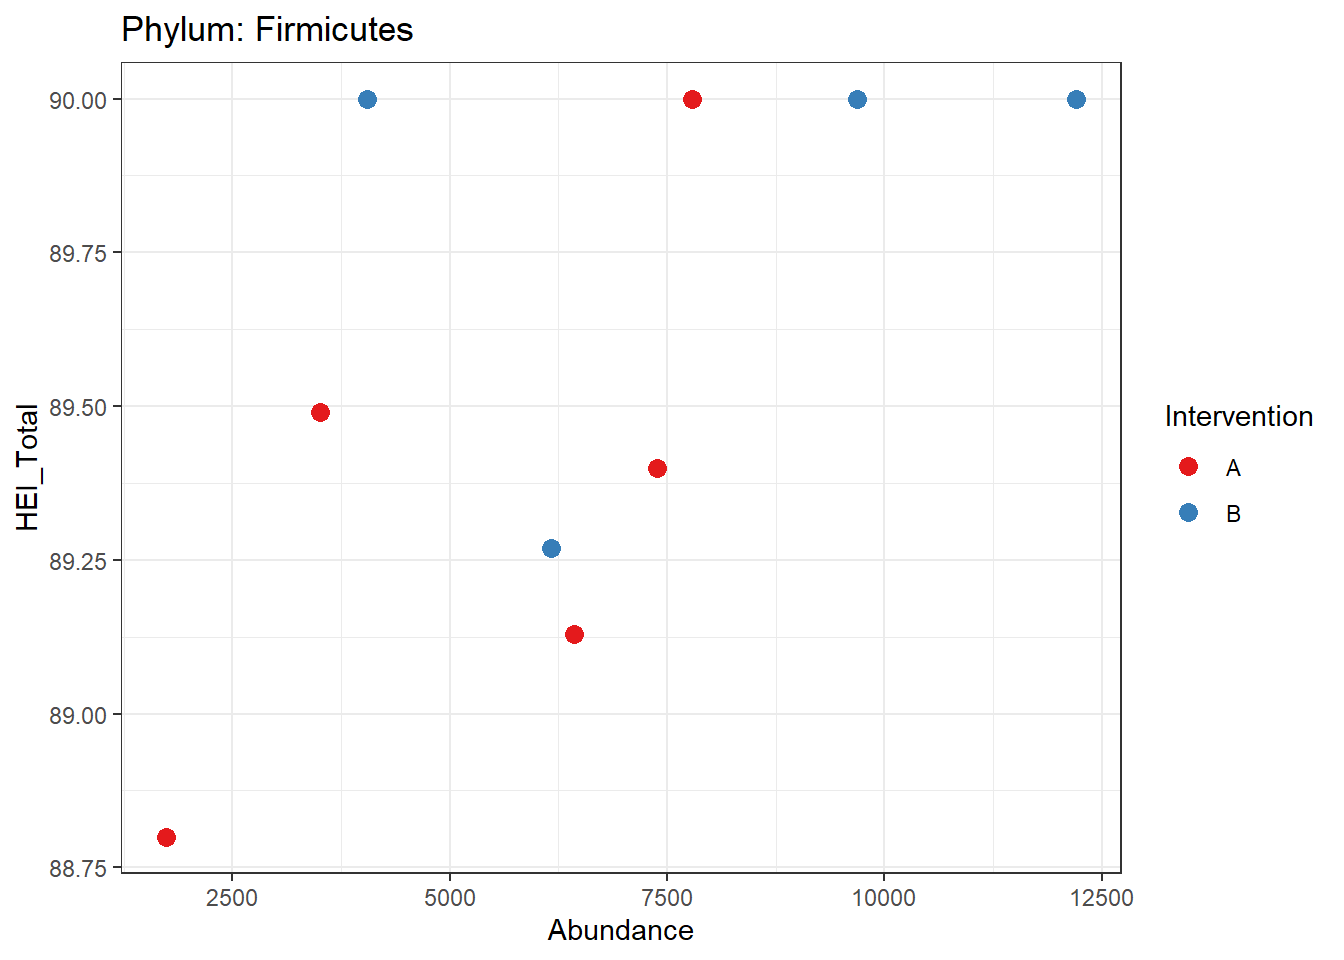 Phylum: Firmicutes
90.00
89.75
89.50
89.25
89.00
88.75
HEI_Total
2500 5000 7500 10000 12500
Abundance
Intervention
A
B